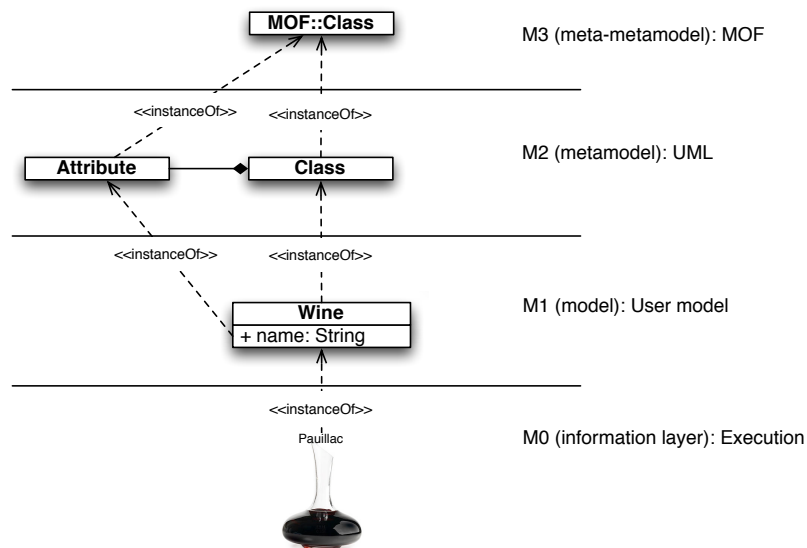 MOF::Class
M3 (meta-metamodel): MOF
<<instanceOf>>
<<instanceOf>>
Attribute
Class
M2 (metamodel): UML
<<instanceOf>>
<<instanceOf>>
Wine
+ name: String
M1 (model): User model
<<instanceOf>>
Pauillac
M0 (information layer): Execution